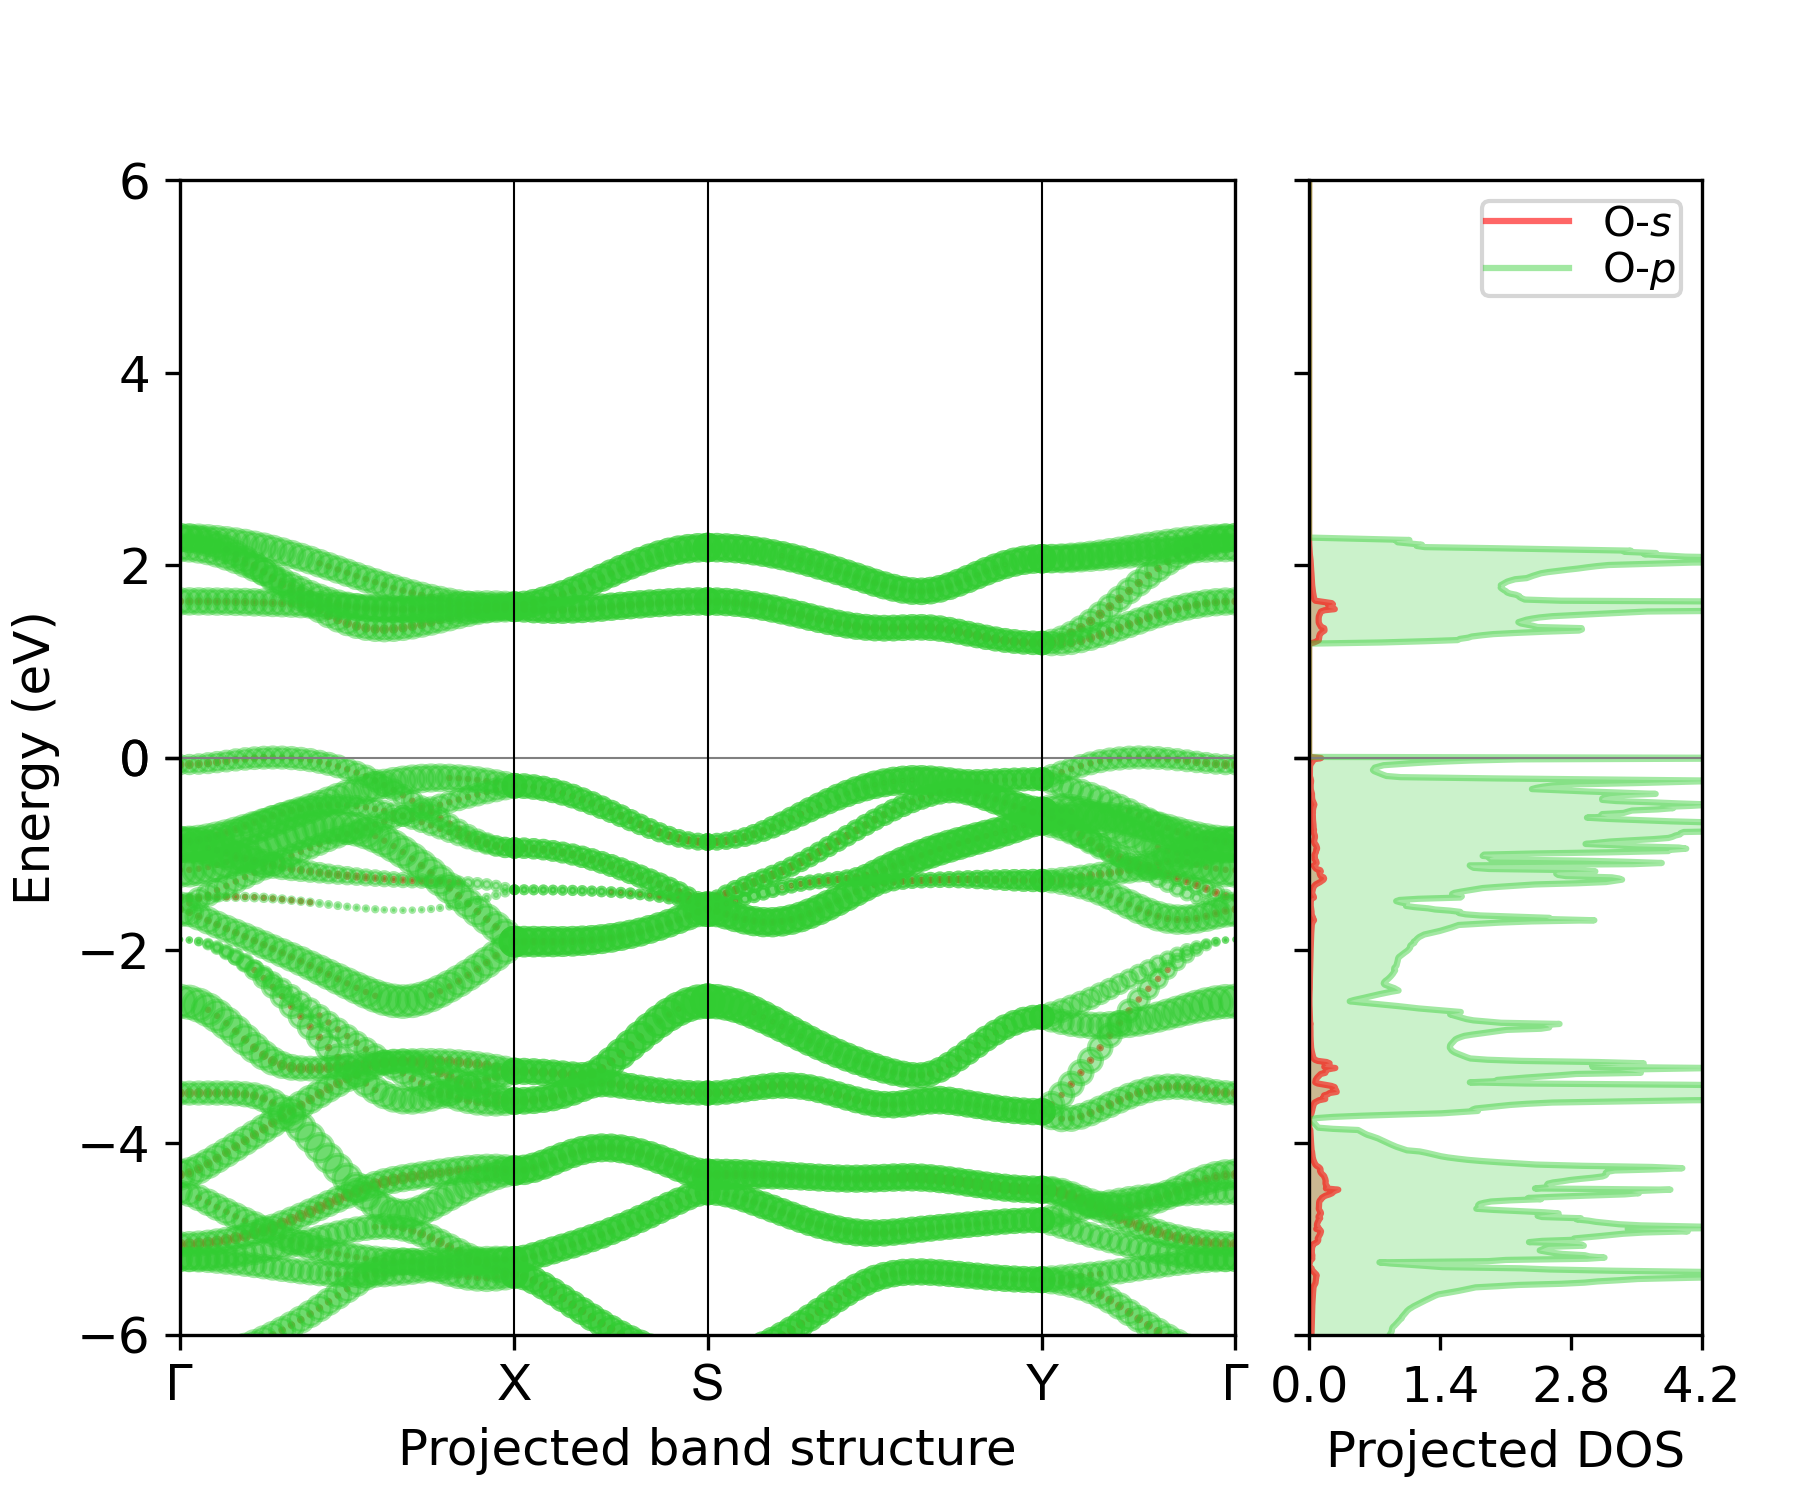 6
4
2
0
−2
−4
−6
Energy (eV)
Γ
X
S
Y
Γ
Projected band structure
O-s
O-p
0.0
1.4
2.8
4.2
Projected DOS